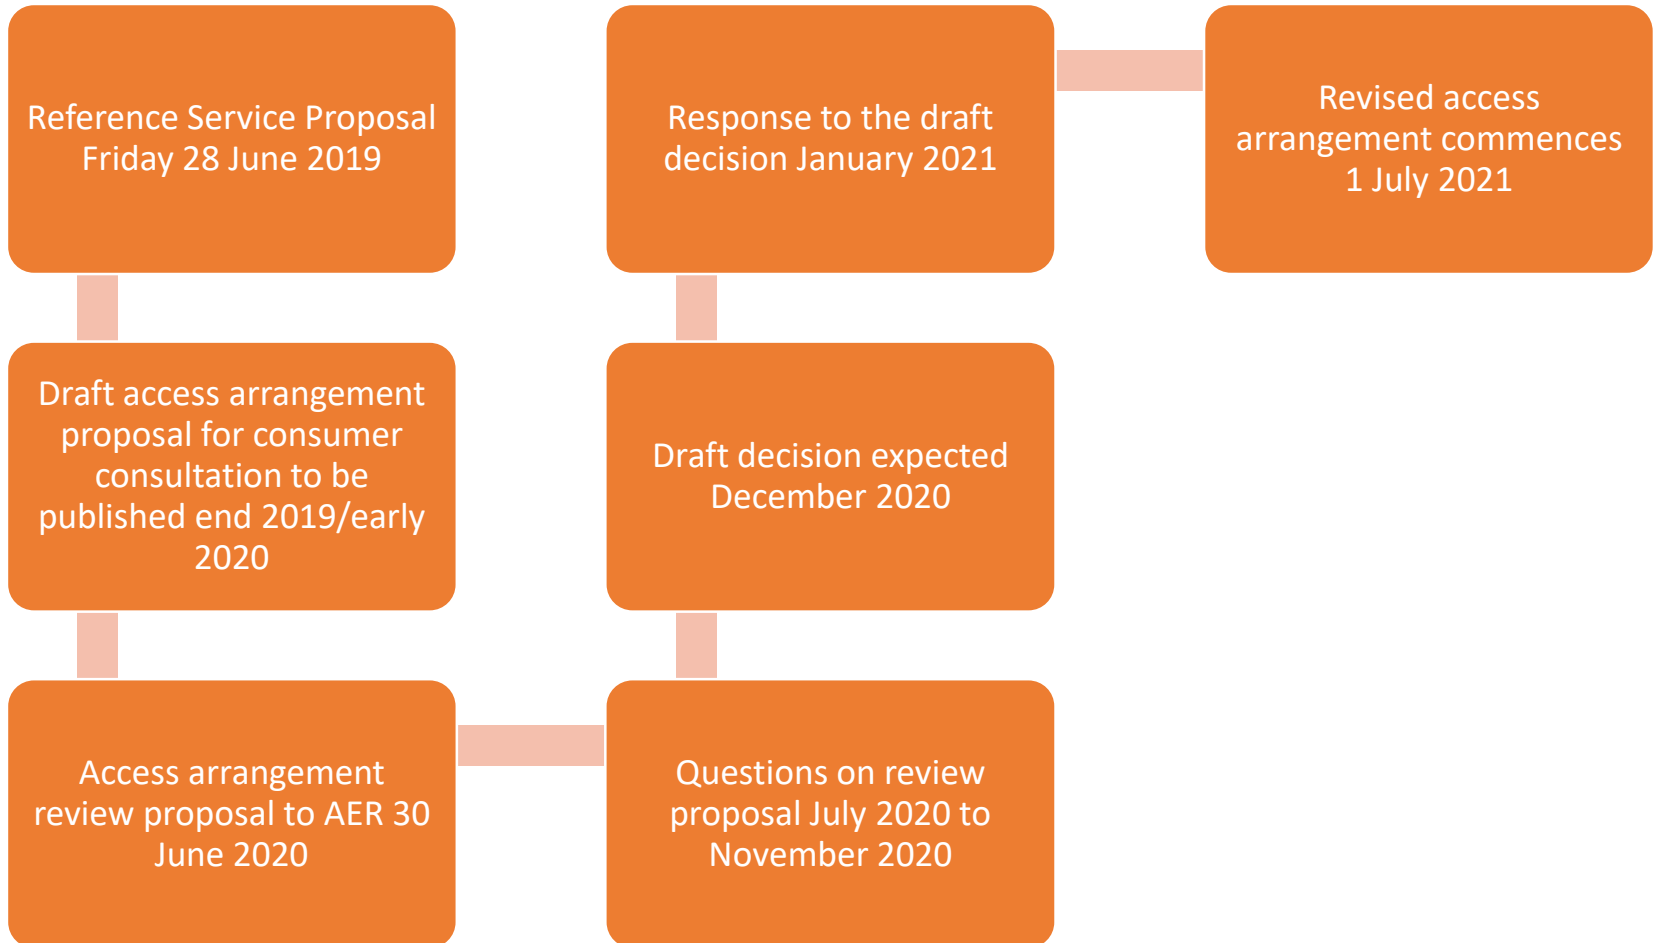 Reference Service Proposal
Friday 28 June 2019
Draft access arrangement
proposal for consumer
consultation to be
published end 2019/early
2020
Access arrangement
review proposal to AER 30
June 2020
Questions on review
proposal July 2020 to
November 2020
Draft decision expected
December 2020
Response to the draft
decision January 2021
Revised access
arrangement commences
1 July 2021